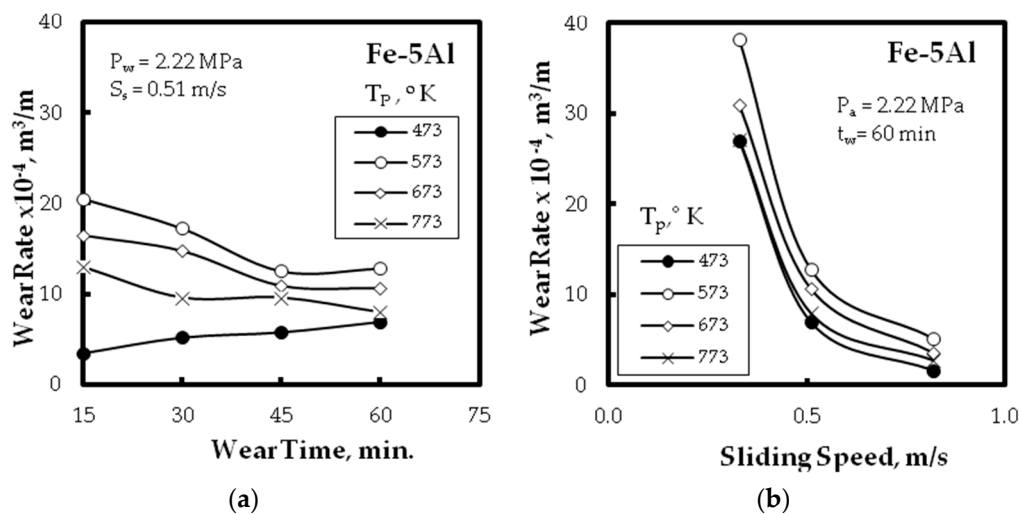 40
30
20
10
0
Wear Rate x10-4, m3/m
Fe-5Al
Pw = 2.22 MPa
Ss = 0.51 m/s
TP, ° K
473
573
673
773
15 30 45 60 75
Wear Time, min.
(a)
40
30
20
10
0
Wear Rate x 10-4, m3/m
Fe-5Al
Pa = 2.22 MPa
tw= 60 min
Tp,° K
473
573
673
773
0.0 0.5 1.0
Sliding Speed, m/s
(b)